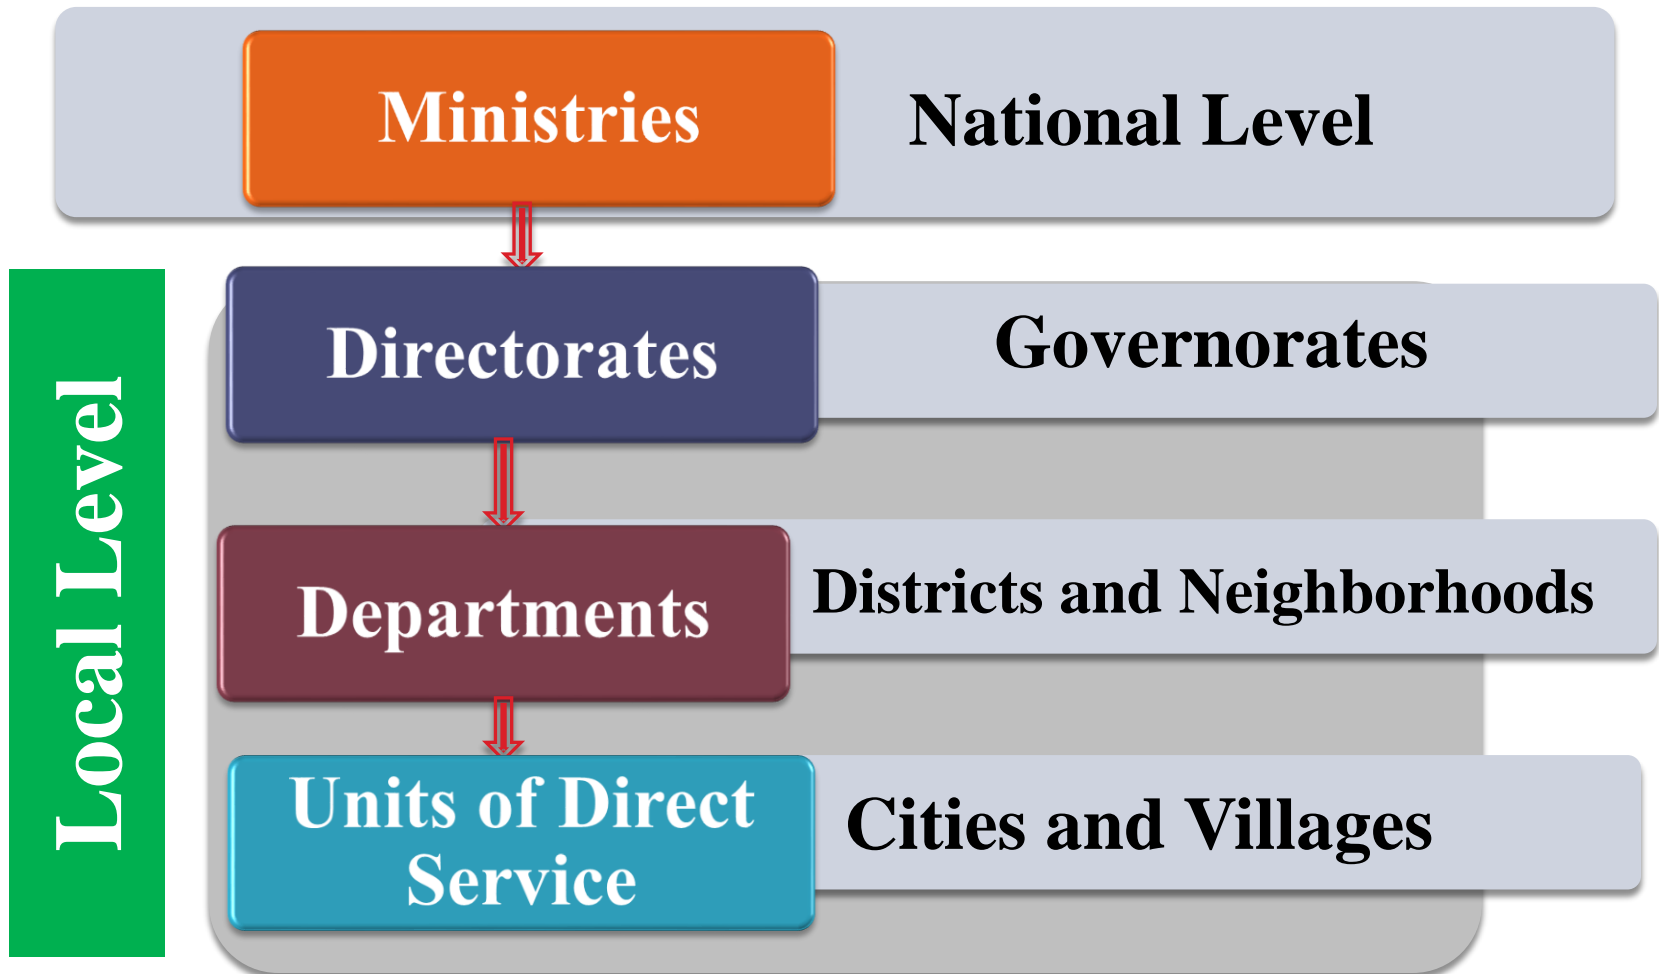 Ministries
National Level
Local Level
Directorates
Governorates
Departments
Districts and Neighborhoods
Units of Direct
Service
Cities and Villages